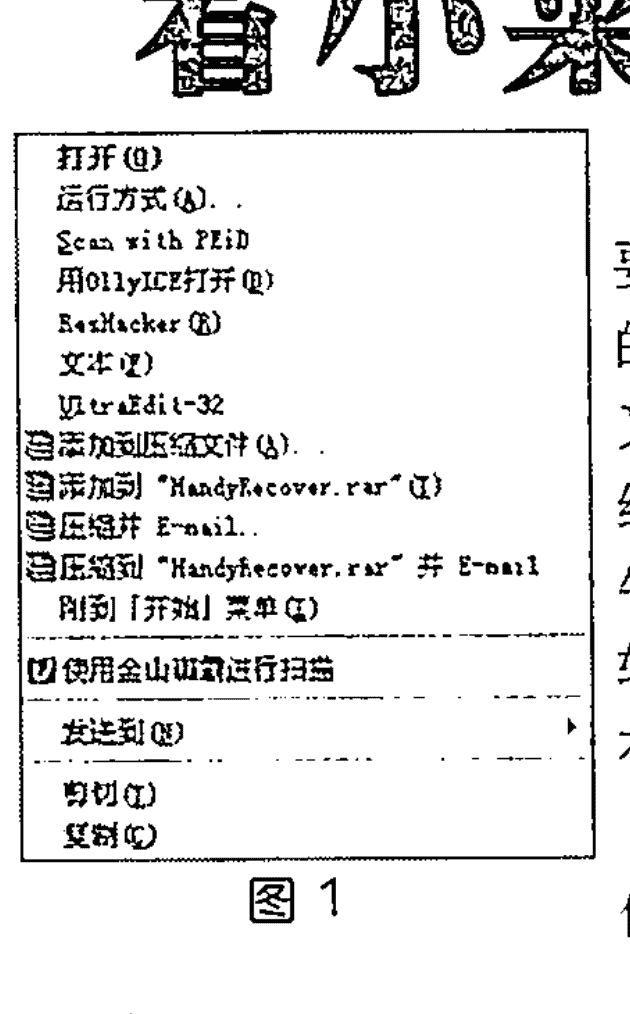 看小菜
打开(O)
运行方式(A)...
Scan with PEiD
用OllyICE打开(D)
ResHacker(R)
文本(F)
UltraEdit-32
添加到压缩文件(A)...
添加到 "HandyRecover.rar"(T)
压缩并 E-mail...
压缩到 "HandyRecover.rar" 并 E-mail
附到「开始」菜单(I)
使用金山毒霸进行扫描
发送到(N)
剪切(T)
复制(C)
图 1